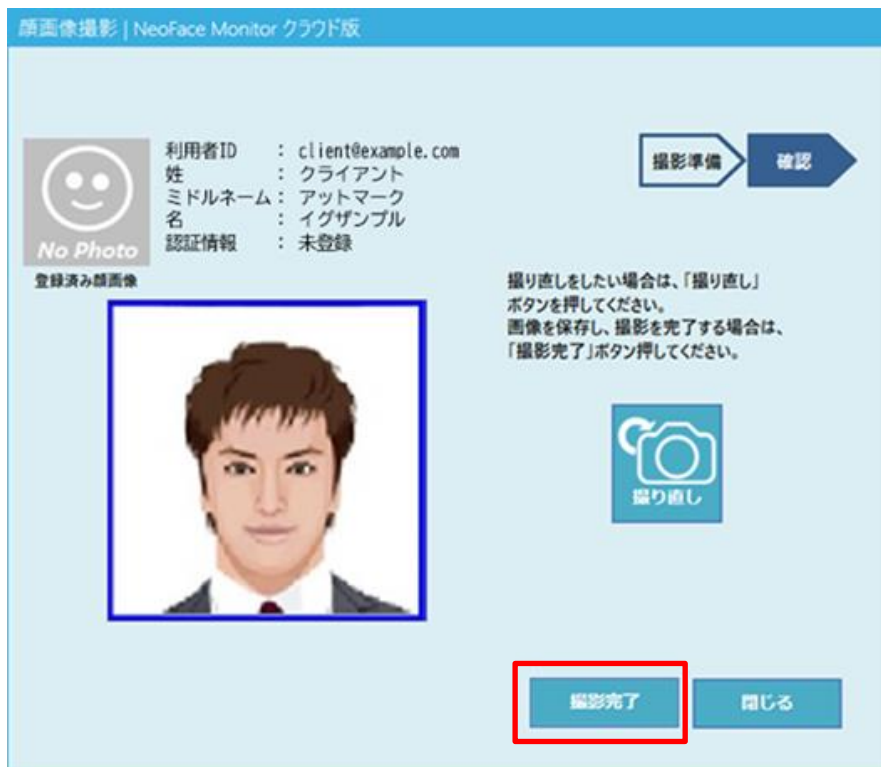 顔画像撮影 | NeoFace Monitor クラウド版
利用者ID : client@example.com
姓 : クライアント
ミドルネーム : アットマーク
名 : イグザンプル
認証情報 : 未登録
No Photo
登録済み顔画像
撮影準備
確認
撮り直しをしたい場合は、「撮り直し」
ボタンを押してください。
画像を保存し、撮影を完了する場合は、
「撮影完了」ボタン押してください。
撮り直し
撮影完了
閉じる